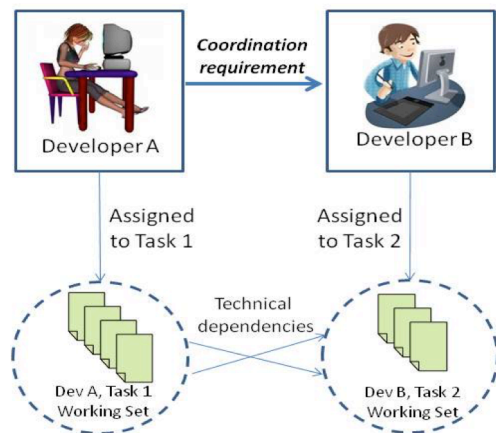 Coordination
requirement
Developer A
Developer B
Assigned
to Task 1
Assigned
to Task 2
Technical
dependencies
Dev A, Task 1
Working Set
Dev B, Task 2
Working Set